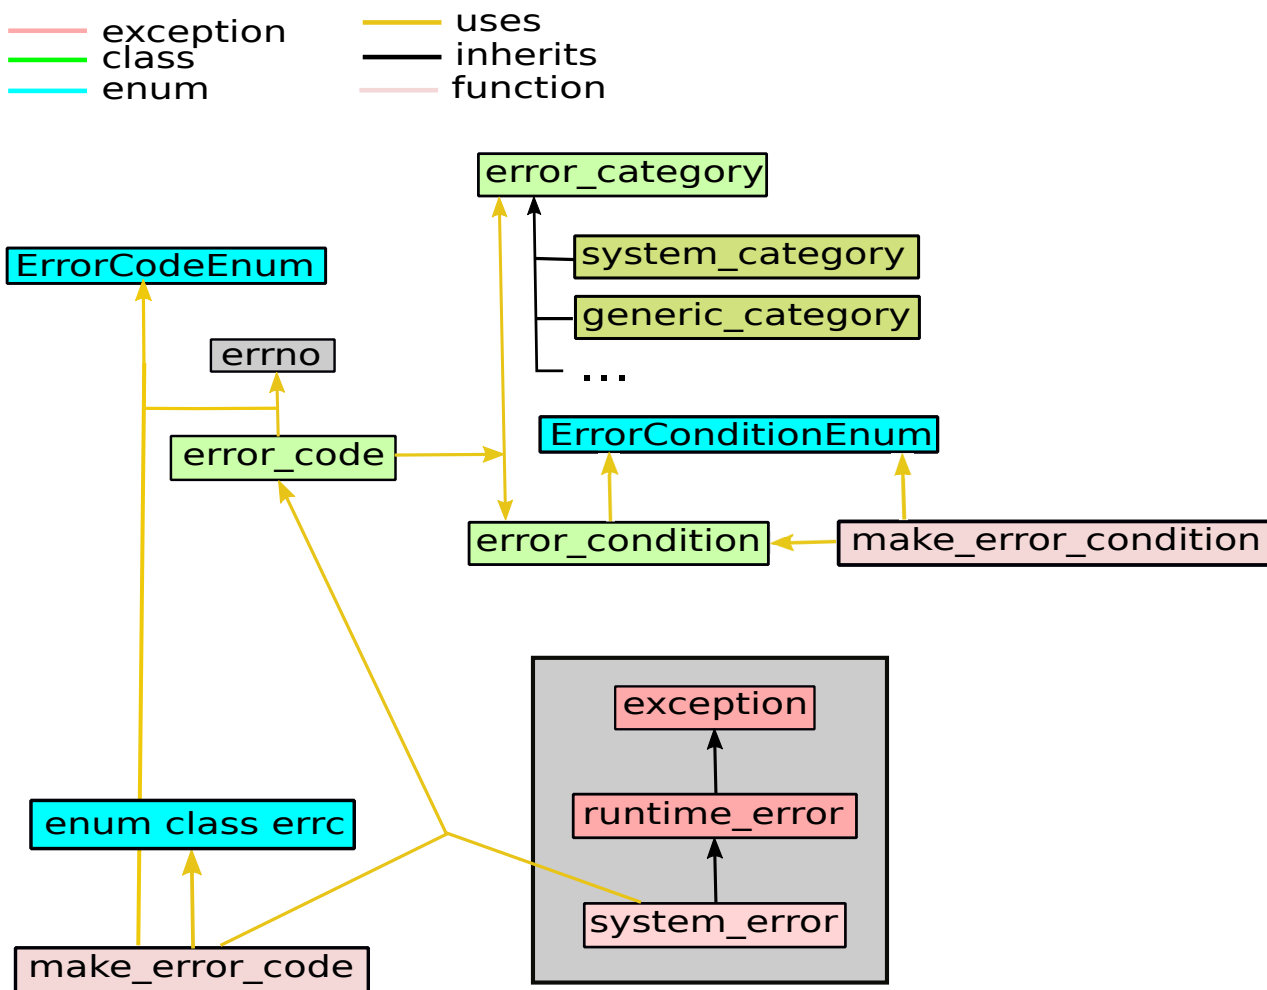 exception
class
enum
uses
inherits
function
error_category
system_category
generic_category
...
ErrorCodeEnum
errno
error_code
ErrorConditionEnum
error_condition
make_error_condition
exception
runtime_error
system_error
enum class errc
make_error_code